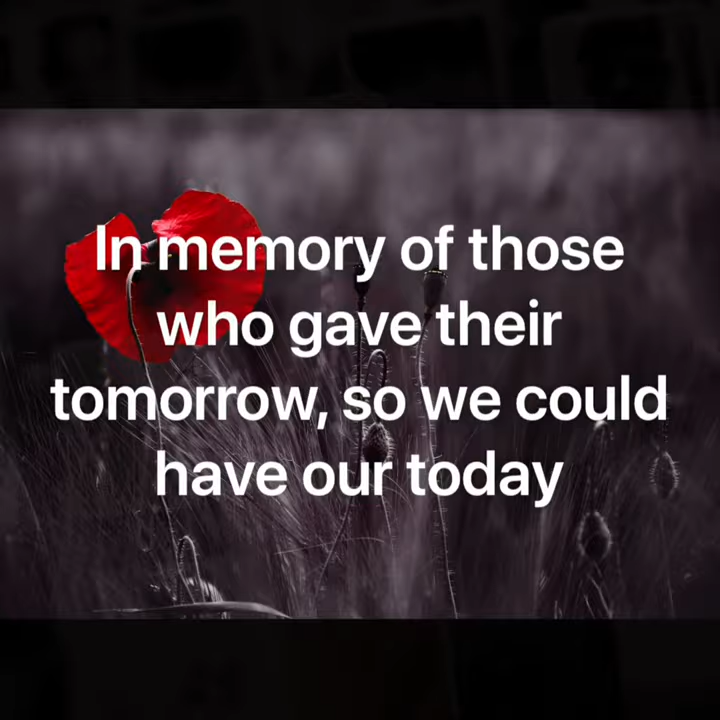 In memory of those
who gave their
tomorrow, so we could
have our today